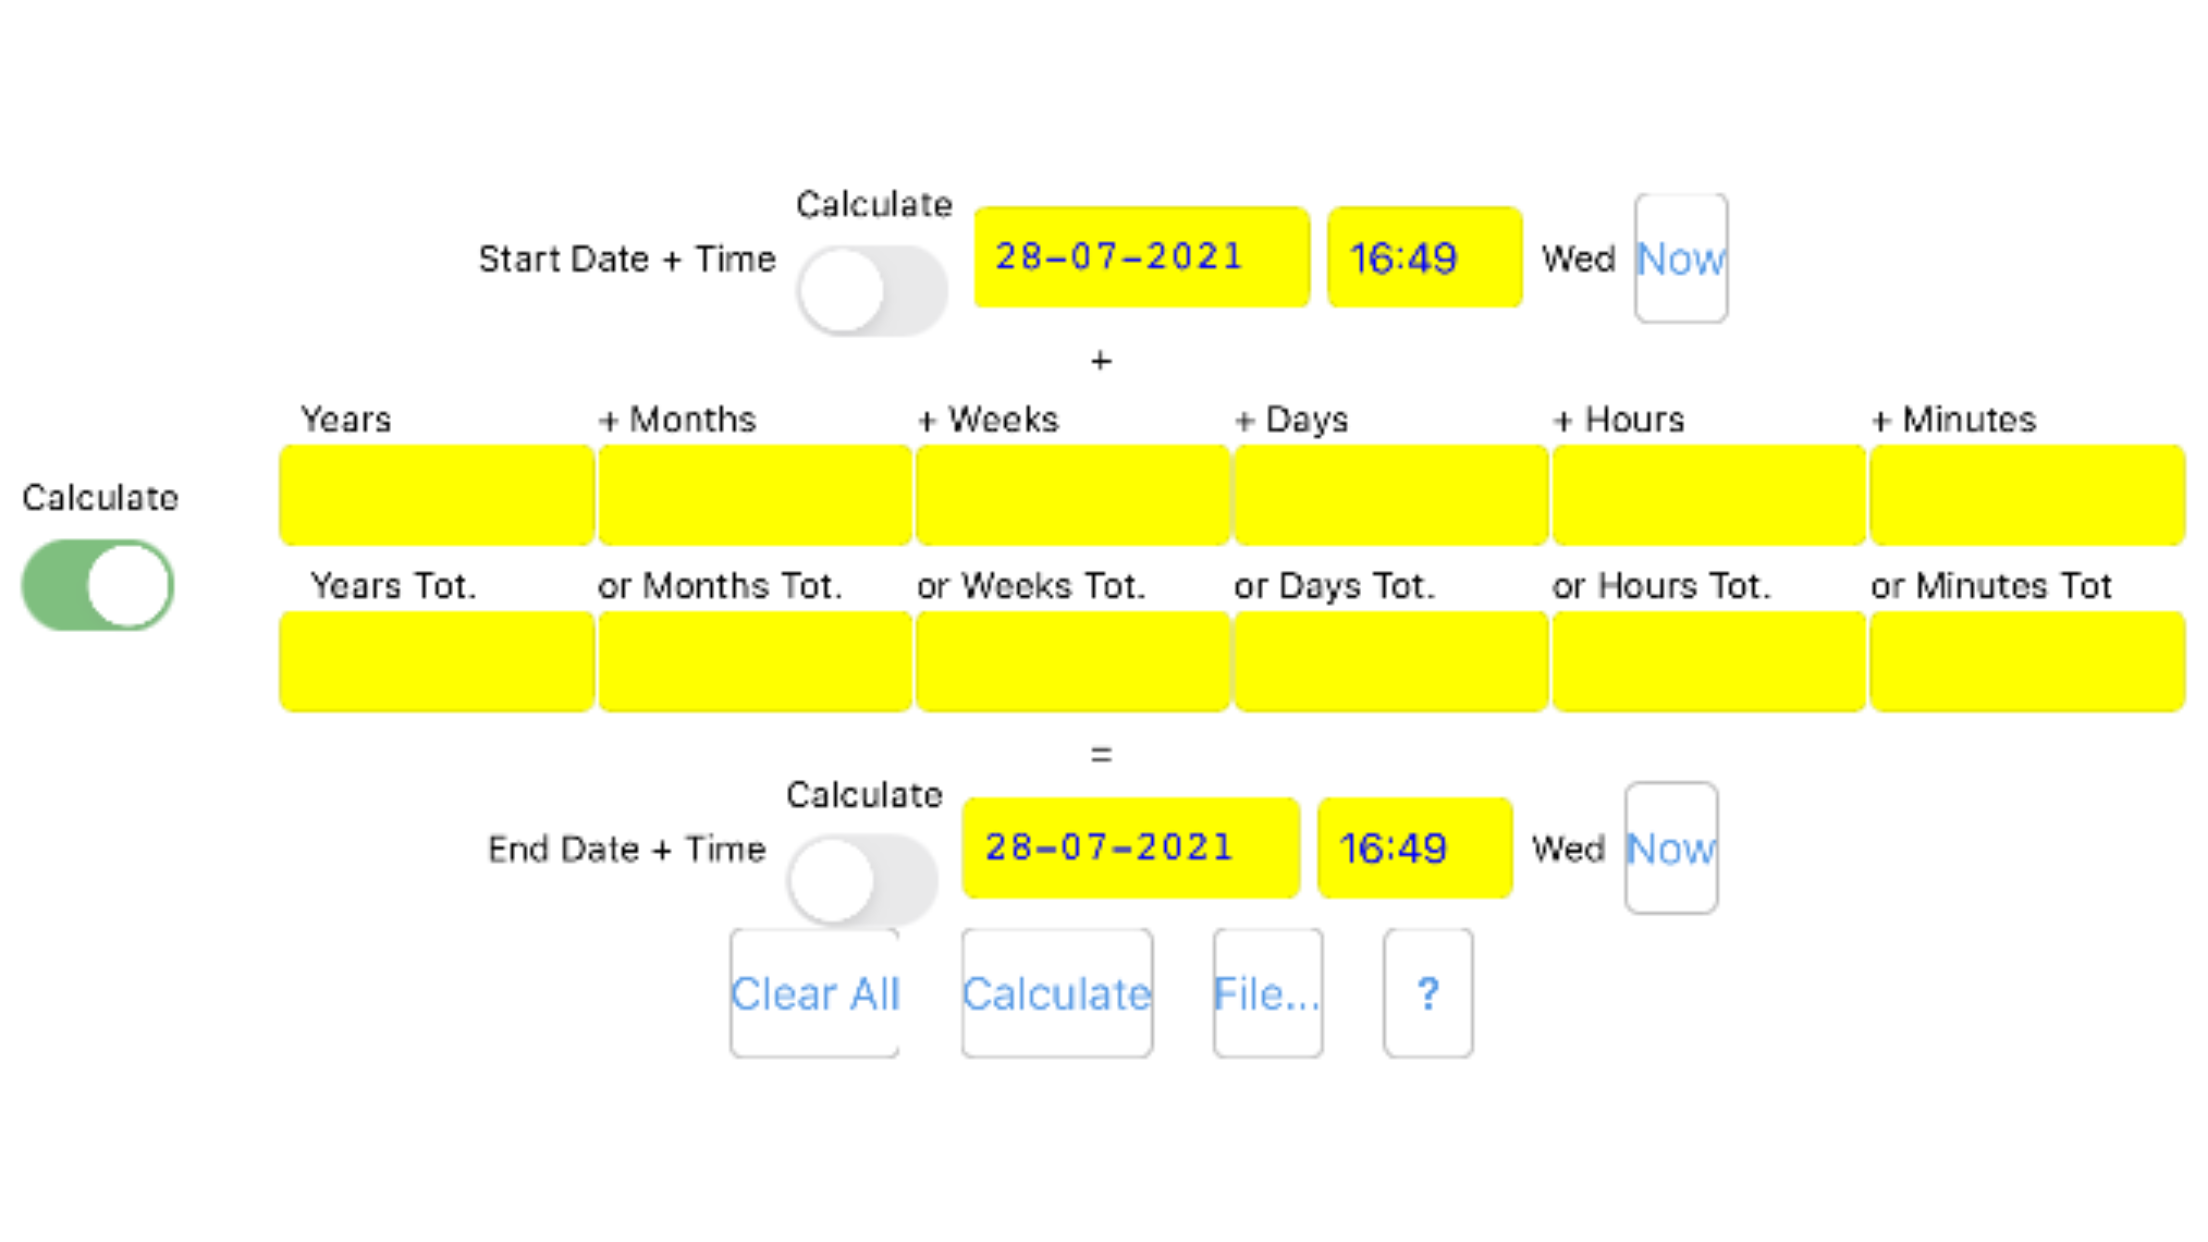 Calculate
Start Date + Time 28-07-2021 16:49 Wed Now
+
Years + Months + Weeks + Days + Hours + Minutes
Calculate
Years Tot. or Months Tot. or Weeks Tot. or Days Tot. or Hours Tot. or Minutes Tot
=
Calculate
End Date + Time 28-07-2021 16:49 Wed Now
Clear All Calculate File... ?